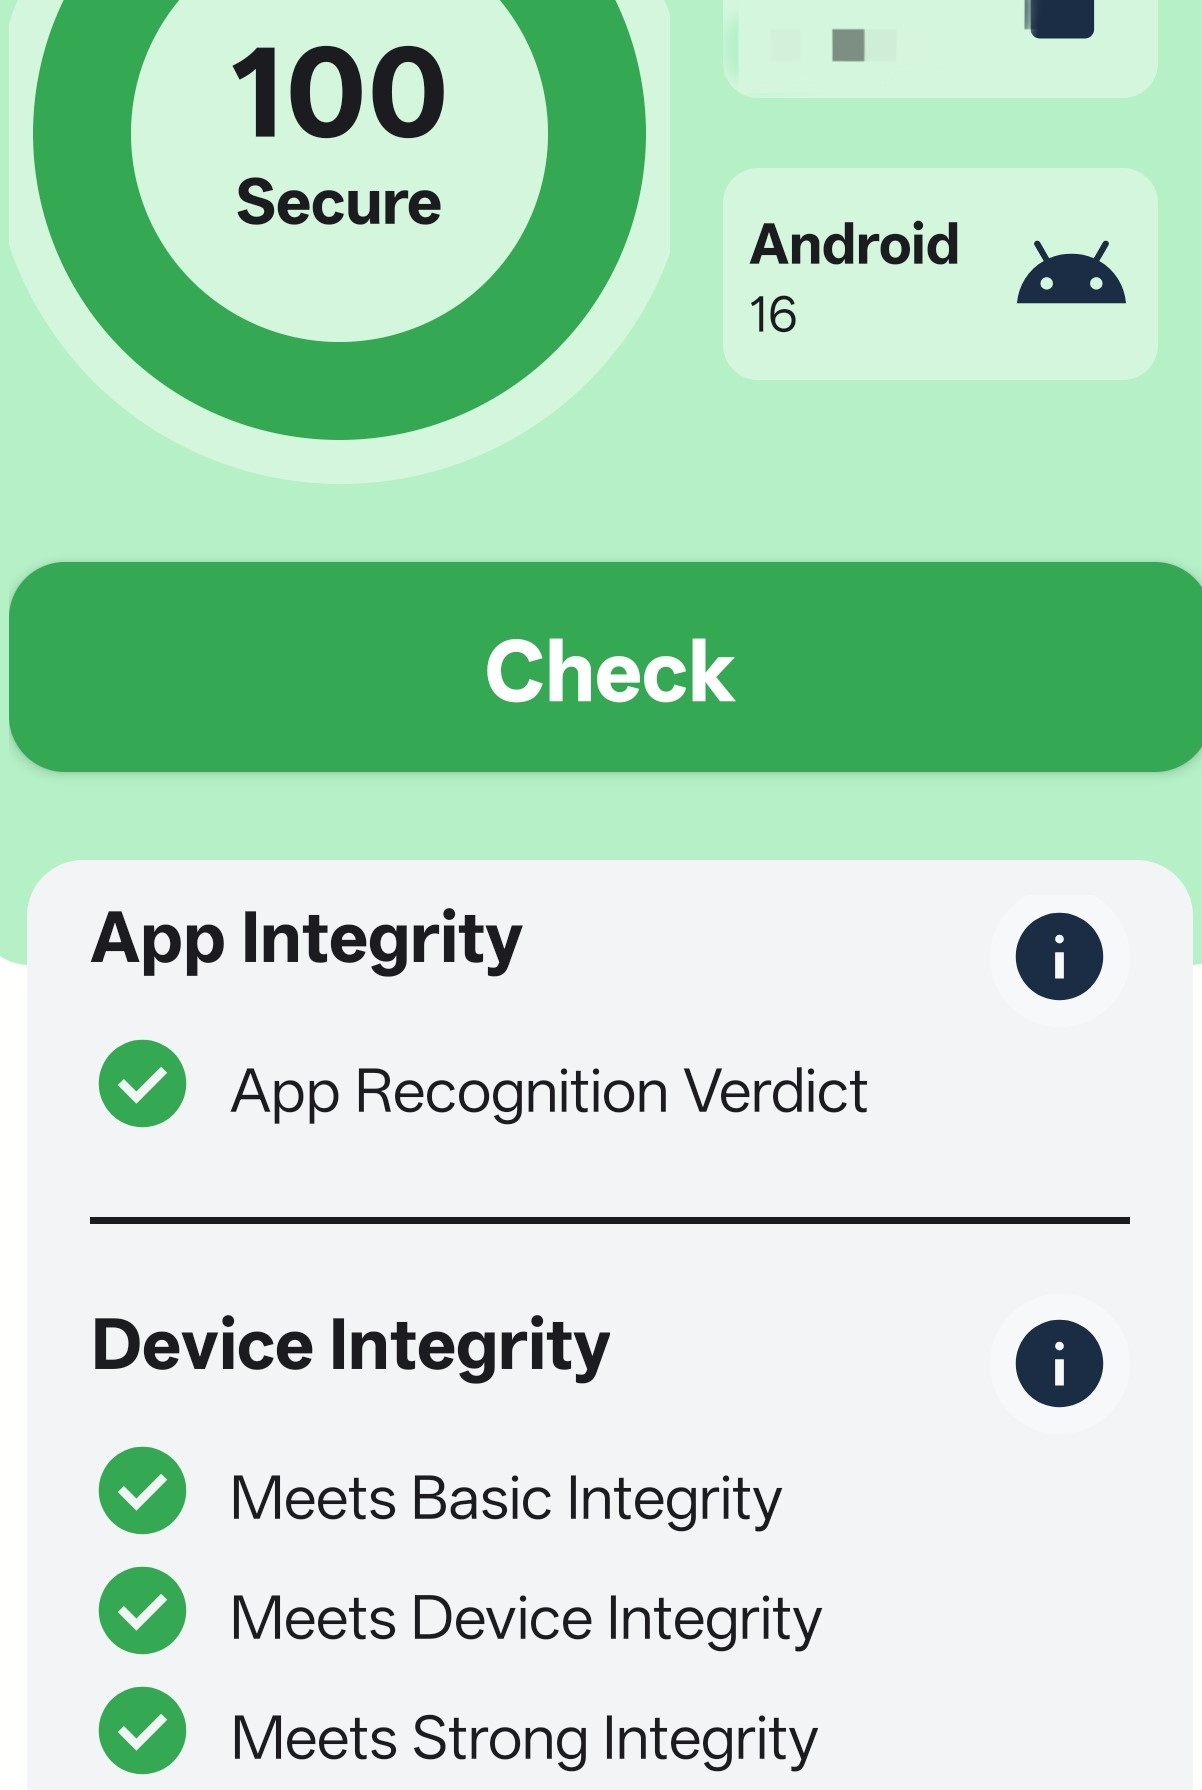 100
Secure
Android
16
Check
App Integrity
App Recognition Verdict
Device Integrity
Meets Basic Integrity
Meets Device Integrity
Meets Strong Integrity